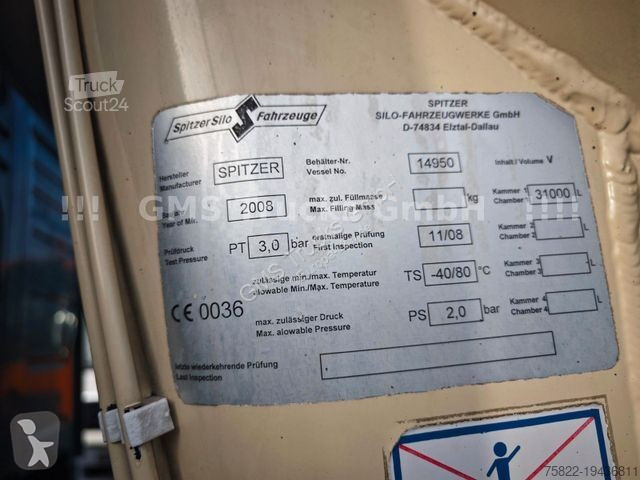 Truck
Scout24
Spitzer Silo S Fahrzeuge
SPITZER
SILO-FAHRZEUGWERKE GmbH
D-74834 Elztal-Dallau
Hersteller
Manufacturer
SPITZER
Behälter-Nr.
Vessel No.
14950
Inhalt / Volume V
Year of Mfr.
2008
max. zul. Füllmasse
Max. Filling Mass
kg
Kammer 1
Chamber 1
31000 L
Prüfdruck
Test Pressure
PT 3,0 bar
erstmalige Prüfung
First Inspection
11/08
Kammer 2
Chamber 2
L
zulässige min./max. Temperatur
alowable Min./Max. Temperature
TS -40/80 °C
Kammer 3
Chamber 3
L
CE 0036
max. zulässiger Druck
Max. alowable Pressure
PS 2,0 bar
Kammer 4
Chamber 4
L
letzte wiederkehrende Prüfung
Last Inspection
!!! GMS GmbH !!!
75822-19436811